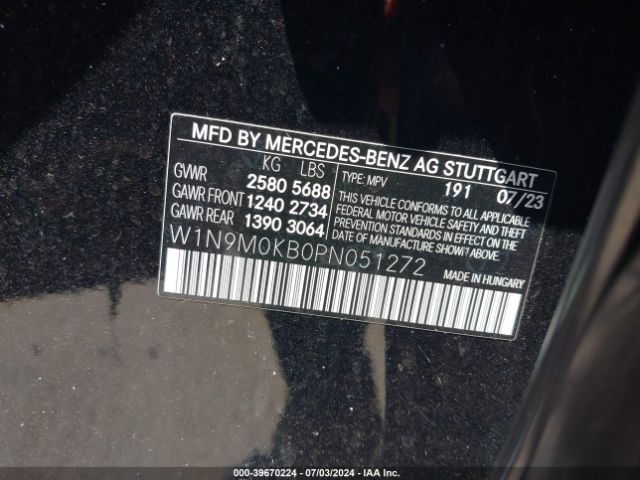 MFD BY MERCEDES-BENZ AG STUTTGART
KG LBS
GVWR 2580 5688
GAWR FRONT 1240 2734
GAWR REAR 1390 3064
TYPE: MPV 191 07/23
THIS VEHICLE CONFORMS TO ALL APPLICABLE
FEDERAL MOTOR VEHICLE SAFETY AND
THEFT PREVENTION STANDARDS IN EFFECT ON THE
DATE OF MANUFACTURE SHOWN ABOVE.
W1N9M0KB0PN051272
MADE IN HUNGARY
000-39670224 - 07/03/2024 - IAA Inc.